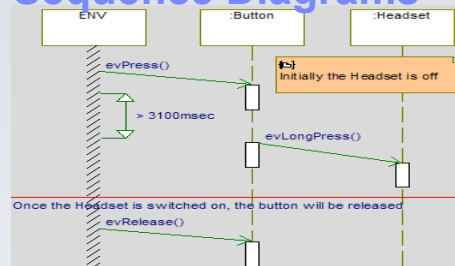 Sequence Diagrams
ENV
:Button
:Headset
evPress()
Initially the Headset is off
> 3100msec
evLongPress()
Once the Headset is switched on, the button will be released
evRelease()